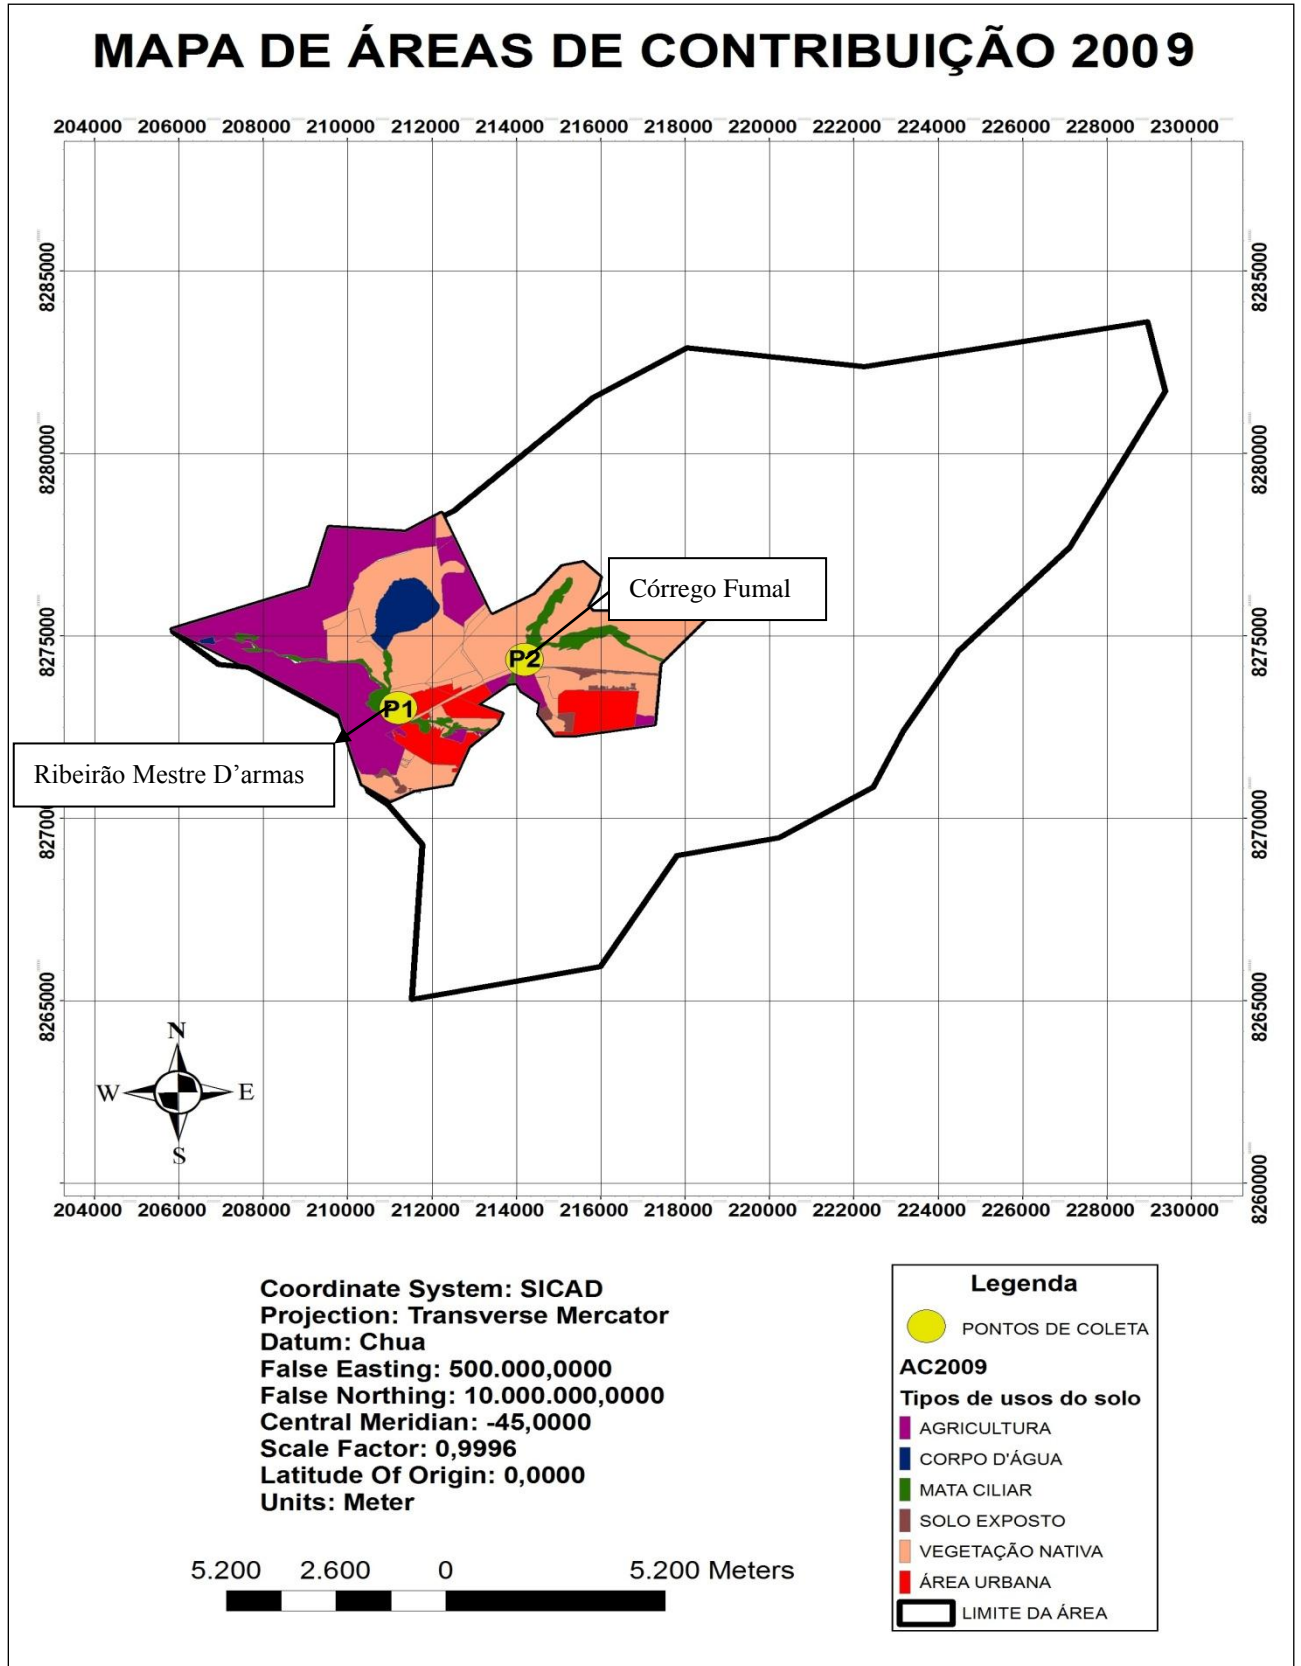 MAPA DE ÁREAS DE CONTRIBUIÇÃO 2009
204000 206000 208000 210000 212000 214000 216000 218000 220000 222000 224000 226000 228000 230000
8285000
8285000
8280000
8280000
Córrego Fumal
8275000
8275000
P2
P1
Ribeirão Mestre D’armas
8270000
8270000
8265000
8265000
N
W
E
S
8260000
204000 206000 208000 210000 212000 214000 216000 218000 220000 222000 224000 226000 228000 230000
8260000
Coordinate System: SICAD
Projection: Transverse Mercator
Datum: Chua
False Easting: 500.000,0000
False Northing: 10.000.000,0000
Central Meridian: -45,0000
Scale Factor: 0,9996
Latitude Of Origin: 0,0000
Units: Meter
5.200 2.600 0 5.200 Meters
Legenda
PONTOS DE COLETA
AC2009
Tipos de usos do solo
AGRICULTURA
CORPO D'ÁGUA
MATA CILIAR
SOLO EXPOSTO
VEGETAÇÃO NATIVA
ÁREA URBANA
LIMITE DA ÁREA